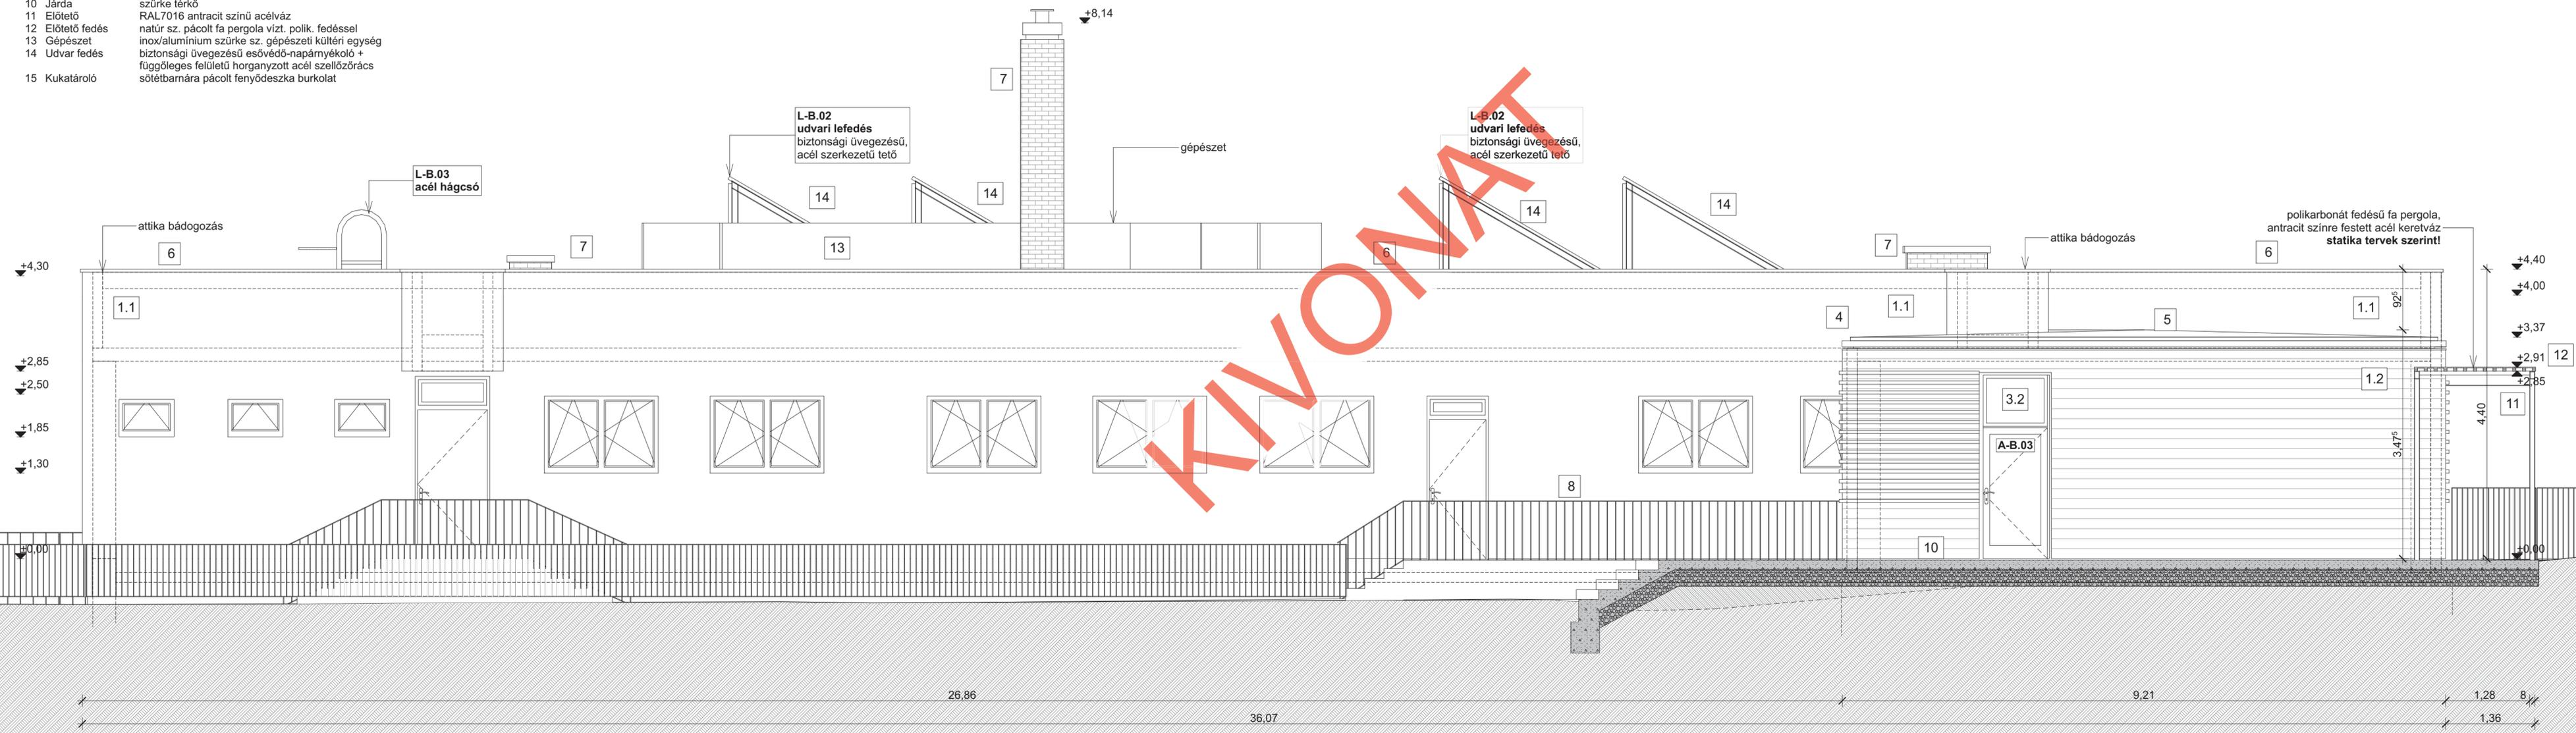 10 Járda szürke térkő
11 Előtető RAL7016 antracit színű acélváz
12 Előtető fedés natúr sz. pácolt fa pergola vízt. polik. fedéssel
13 Gépészet inox/alumínium szürke sz. gépészeti kültéri egység
14 Udvar fedés biztonsági üvegezésű esővédő-napárnyékoló +
függőleges felületű horganyzott acél szellőzőrács
15 Kukatároló sötétbarnára pácolt fenyődeszka burkolat
+8,14
7
L-B.02
udvari lefedés
biztonsági üvegezésű,
acél szerkezetű tető
L-B.02
udvari lefedés
biztonsági üvegezésű,
acél szerkezetű tető
gépészet
L-B.03
acél hágcsó
14
14
14
14
attika bádogozás
6
7
13
6
7
attika bádogozás
6
polikarbonát fedésű fa pergola,
antracit színre festett acél keretváz
statika tervek szerint!
+4,30
+4,40
+4,00
1.1
4
1.1
5
1.1
92⁵
+3,37
+2,85
+2,91
12
+2,85
+2,50
1.2
3.2
11
4,40
+1,85
A-B.03
3,47⁵
+1,30
8
10
+0,00
+0,00
KIVONAT
26,86
9,21
1,28
8
36,07
1,36